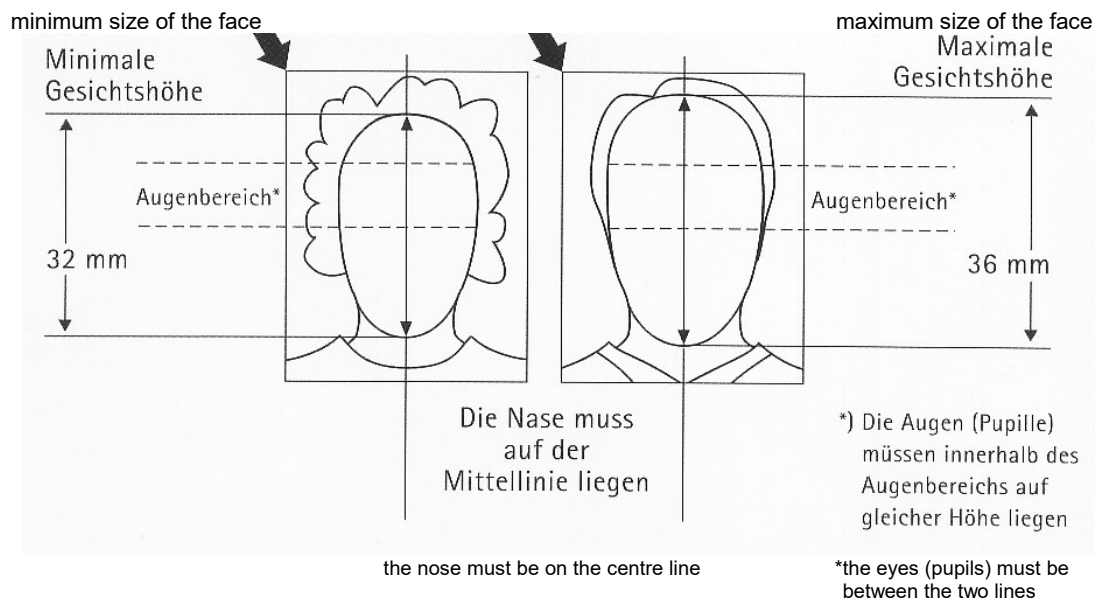 minimum size of the face
maximum size of the face
Minimale
Gesichtshöhe
Maximale
Gesichtshöhe
Augenbereich*
Augenbereich*
32 mm
36 mm
Die Nase muss
auf der
Mittellinie liegen
*) Die Augen (Pupille)
müssen innerhalb des
Augenbereichs auf
gleicher Höhe liegen
the nose must be on the centre line
*the eyes (pupils) must be
between the two lines